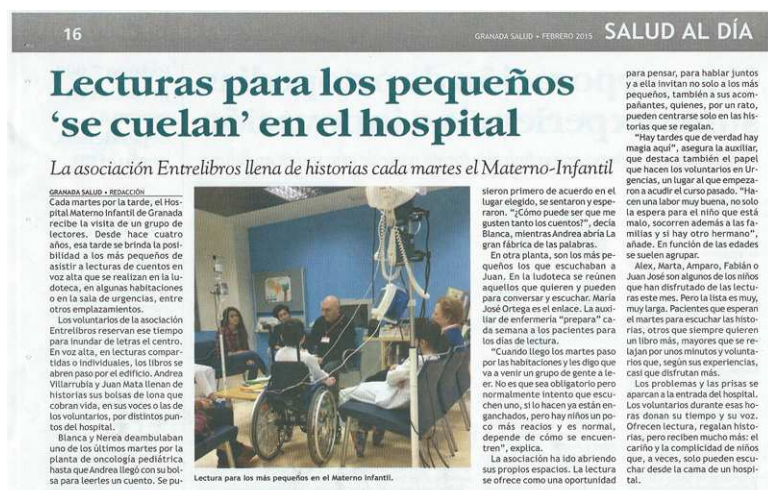 16
GRANADA SALUD • FEBRERO 2015 SALUD AL DÍA
Lecturas para los pequeños
‘se cuelan’ en el hospital
La asociación Entrelibros llena de historias cada martes el Materno-Infantil
GRANADA SALUD • REDACCIÓN
Cada martes por la tarde, el Hos-
pital Materno Infantil de Granada
recibe la visita de un grupo de
lectores. Desde hace cuatro
años, esa tarde se brinda la posi-
bilidad a los más pequeños de
asistir a lecturas de cuentos en
voz alta que se realizan en la lu-
doteca, en algunas habitaciones
o en la sala de urgencias, entre
otros emplazamientos.
Los voluntarios de la asociación
Entrelibros reservan ese tiempo
para inundar de letras el centro.
En voz alta, en lecturas compar-
tidas o individuales, los libros se
abren paso por el edificio. Andrea
Villarrubia y Juan Mata llenan de
historias sus bolsas de lona que
cobran vida, en sus voces o las de
los voluntarios, por distintos pun-
tos del hospital.
Blanca y Nerea deambulaban
uno de los últimos martes por la
planta de oncología pediátrica
hasta que Andrea llegó con su bol-
sa para leerles un cuento. Se pu-
Lectura para los más pequeños en el Materno Infantil.
sieron primero de acuerdo en el
lugar elegido, se sentaron y espe-
raron. “¿Cómo puede ser que me
gusten tanto los cuentos?”, decía
Blanca, mientras Andrea abría La
gran fábrica de las palabras.
En otra planta, son los más pe-
queños los que escuchaban a
Juan. En la ludoteca se reúnen
aquellos que quieren y pueden
para conversar y escuchar. María
José Ortega es el enlace. La auxi-
liar de enfermería “prepara” ca-
da semana a los pacientes para
los días de lectura.
“Cuando llego los martes paso
por las habitaciones y les digo que
va a venir un grupo de gente a le-
er. No es que sea obligatorio pero
normalmente intento que escu-
chen uno, si lo hacen ya están en-
ganchados, pero hay niños un po-
co más reacios y es normal,
depende de cómo se encuen-
tren”, explica.
La asociación ha ido abriendo
sus propios espacios. La lectura
se ofrece como una oportunidad
para pensar, para hablar juntos
y a ella invitan no solo a los más
pequeños, también a sus acom-
pañantes, quienes, por un rato,
pueden centrarse solo en las his-
torias que se regalan.
“Hay tardes que de verdad hay
magia aquí”, asegura la auxiliar,
que destaca también el papel
que hacen los voluntarios en Ur-
gencias, un lugar al que empeza-
ron a acudir el curso pasado. “Ha-
cen una labor muy buena, no solo
la espera para el niño que está
malo, socorren además a las fa-
milias y si hay otro hermano”,
añade. En función de las edades
se suelen agrupar.
Alex, Marta, Amparo, Fabián o
Juan José son algunos de los niños
que han disfrutado de las lectu-
ras este mes. Pero la lista es muy,
muy larga. Pacientes que esperan
el martes para escuchar las histo-
rias, otros que siempre quieren
un libro más, mayores que se re-
lajan por unos minutos y volunta-
rios que, según sus experiencias,
casi que disfrutan más.
Los problemas y las prisas se
aparcan a la entrada del hospital.
Los voluntarios durante esas ho-
ras donan su tiempo y su voz.
Ofrecen lectura, regalan histo-
rias, pero reciben mucho más: el
cariño y la complicidad de niños
que, a veces, solo pueden escu-
char desde la cama de un hospi-
tal.